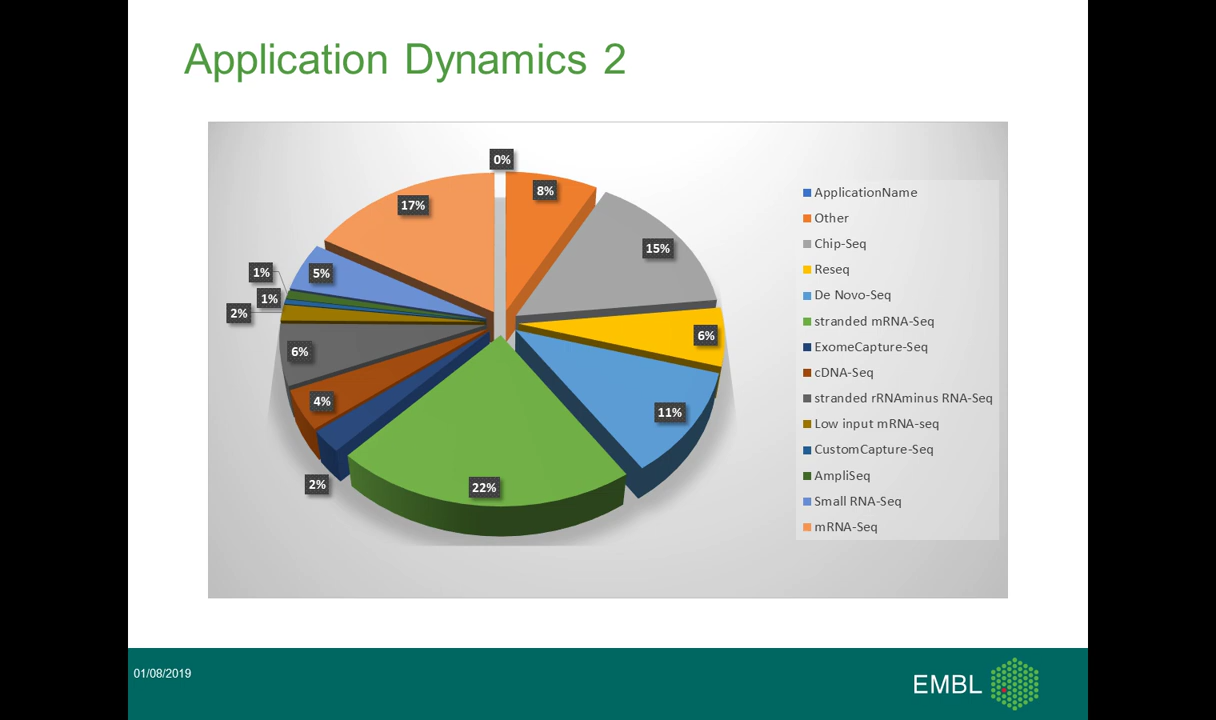 Application Dynamics 2
0%
8%
17%
15%
5%
1%
1%
2%
6%
6%
4%
11%
2%
22%
ApplicationName
Other
Chip-Seq
Reseq
De Novo-Seq
stranded mRNA-Seq
ExomeCapture-Seq
cDNA-Seq
stranded rRNAminus RNA-Seq
Low input mRNA-seq
CustomCapture-Seq
AmpliSeq
Small RNA-Seq
mRNA-Seq
01/08/2019
EMBL